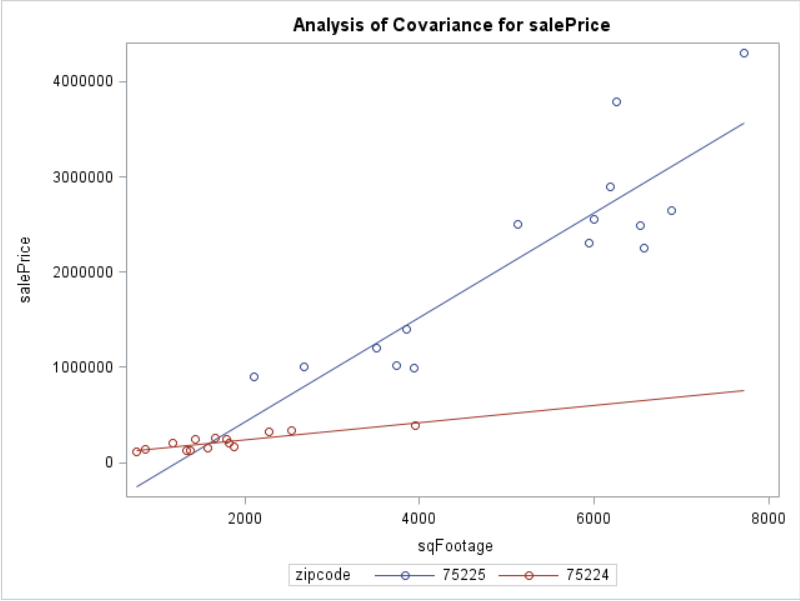 Analysis of Covariance for salePrice
4000000
3000000
2000000
1000000
0
salePrice
2000 4000 6000 8000
sqFootage
zipcode 75225 75224